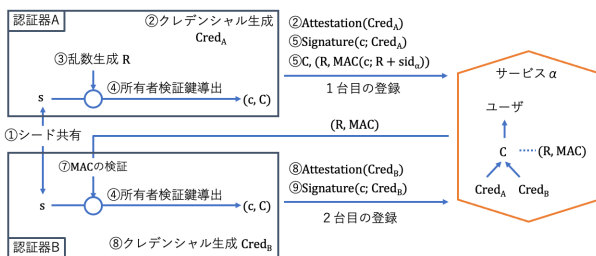 認証器A
②クレデンシャル生成
CredA
③乱数生成 R
④所有者検証鍵導出
s
(c, C)
②Attestation(CredA)
⑤Signature(c; CredA)
⑤C, (R, MAC(c; R + sidα))
1台目の登録
サービスα
ユーザ
C
(R, MAC)
CredA
CredB
①シード共有
(R, MAC)
⑦MACの検証
④所有者検証鍵導出
s
(c, C)
⑧クレデンシャル生成 CredB
認証器B
⑧Attestation(CredB)
⑨Signature(c; CredB)
2台目の登録